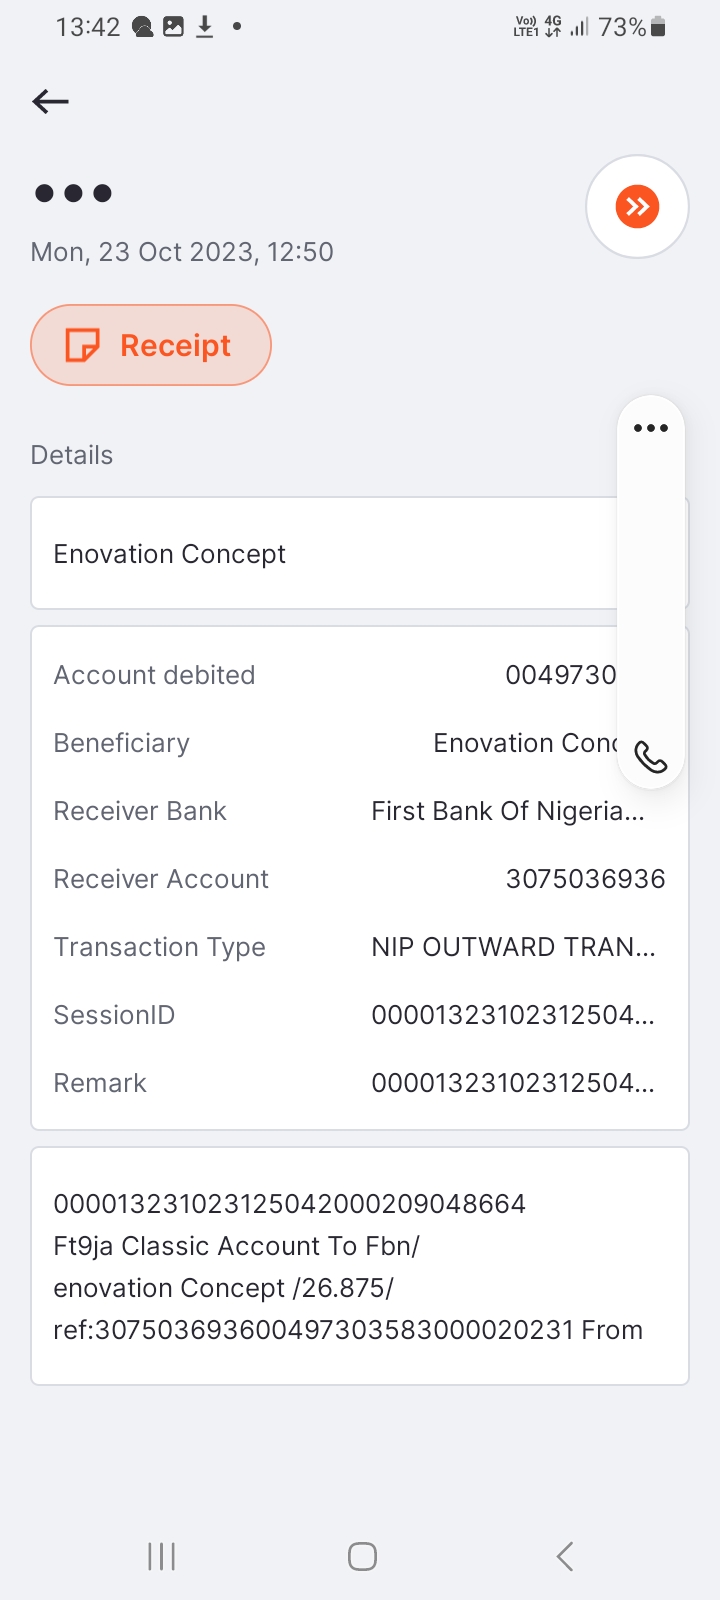 13:42
Vo)) LTE1 4G 73%
Mon, 23 Oct 2023, 12:50
Receipt
Details
Enovation Concept
Account debited 0049730
Beneficiary Enovation Conc
Receiver Bank First Bank Of Nigeria...
Receiver Account 3075036936
Transaction Type NIP OUTWARD TRAN...
SessionID 00001323102312504...
Remark 00001323102312504...
000013231023125042000209048664
Ft9ja Classic Account To Fbn/
enovation Concept /26.875/
ref:307503693600497303583000020231 From